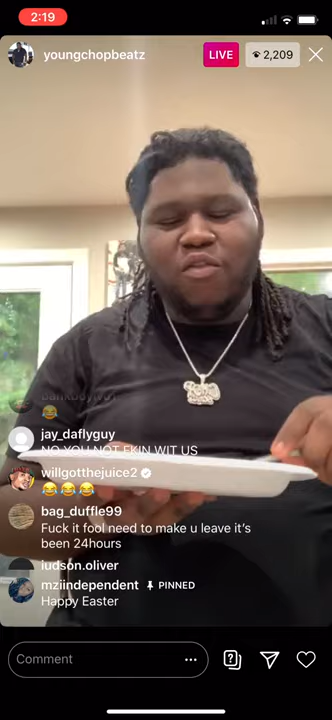 2:19
youngchopbeatz
LIVE
2,209
jay_daflyguy
NO YOU NOT FKIN WIT US
willgotthejuice2
bag_duffle99
Fuck it fool need to make u leave it's
been 24hours
iudson.oliver
mziindependent PINNED
Happy Easter
Comment